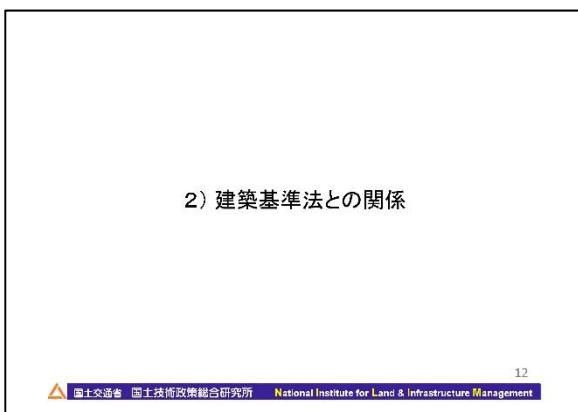 2）建築基準法との関係
12
国土交通省 国土技術政策総合研究所 National Institute for Land & Infrastructure Management